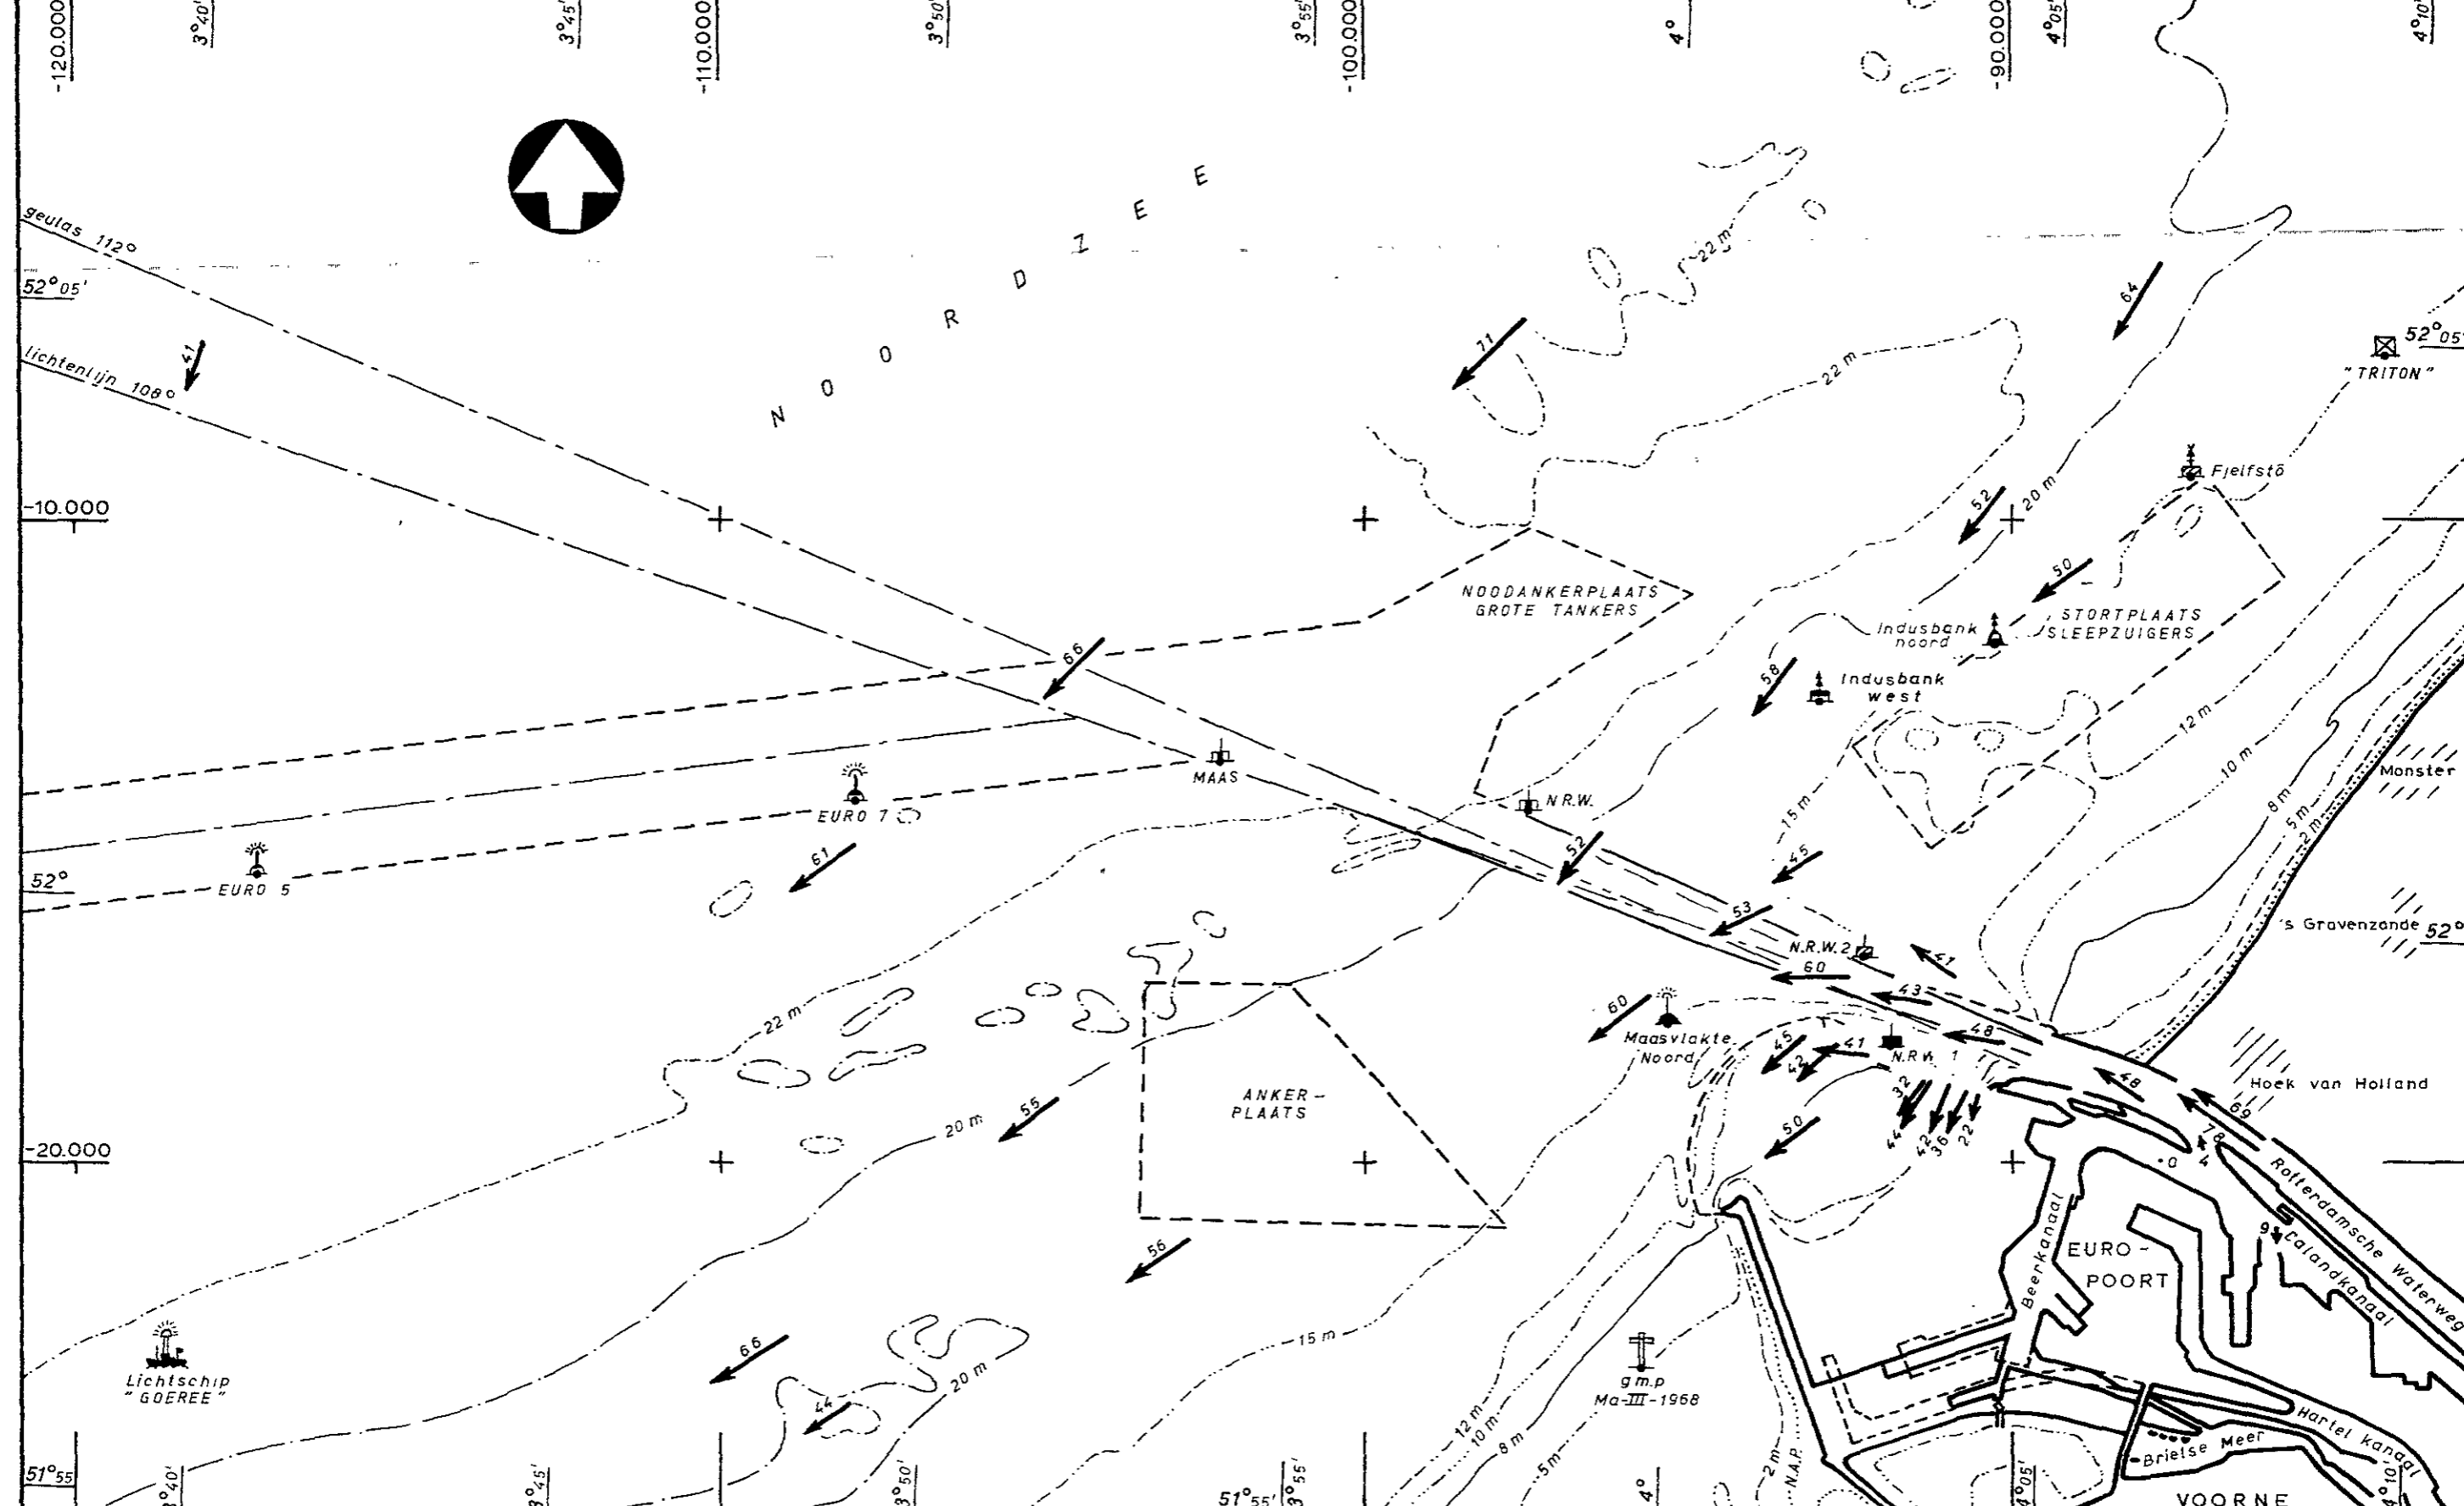 -120.000
3°40'
3°45'
-110.000
3°50'
3°55'
-100.000
4°
-90.000
4°05'
4°10'
NOORDZEE
geulas 112°
52°05'
lichtenlijn 108°
41
71
64
22 m
22 m
52°05'
"TRITON"
Fjelfstö
-10.000
52
20 m
50
NOODANKERPLAATS
GROTE TANKERS
STORTPLAATS
SLEEPZUIGERS
Indusbank
noord
66
58
Indusbank
west
12 m
MAAS
10 m
Monster
EURO 7
N.R.W.
15 m
8 m
5 m
2 m
61
52
45
52°
EURO 5
53
's Gravenzande
52°
N.R.W. 2
41
60
43
60
22 m
Maasvlakte
Noord
48
45
42
41
N.R.W. 1
Hoek van Holland
48
69
78
4
ANKER-
PLAATS
55
20 m
50
32
44
42
36
22
0
-20.000
Rotterdamsche Waterweg
9
Calandkanaal
Beerkanaal
EURO-
POORT
56
15 m
66
Lichtschip
"GOEREE"
20 m
44
g.m.p
Ma-III-1968
12 m
10 m
8 m
5 m
2 m
N.A.P.
Hartel kanaal
Brielse Meer
51°55
3°40'
3°45'
3°50'
51°55'
3°55'
4°
4°05'
4°10'
VOORNE